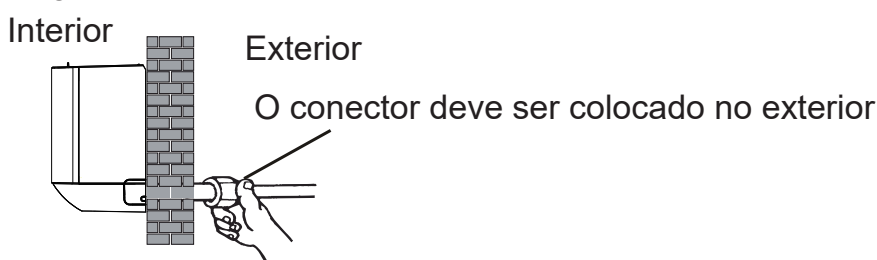 Interior
Exterior
O conector deve ser colocado no exterior